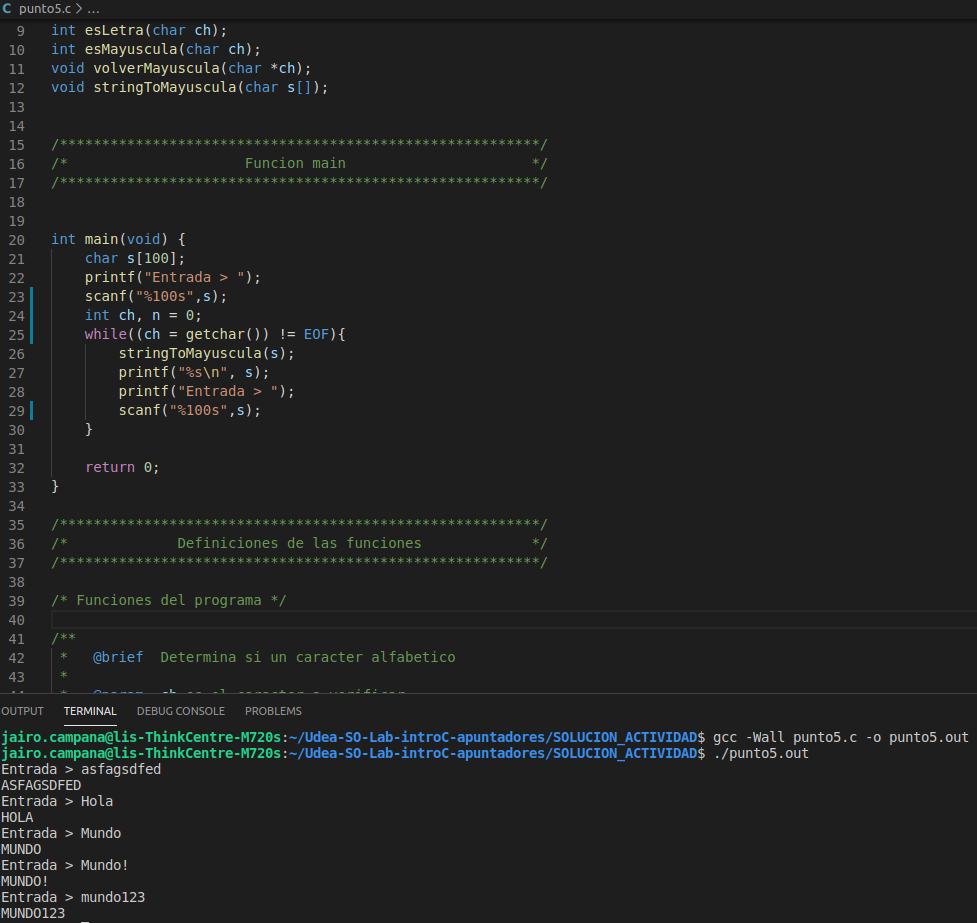 C punto5.c > ...
9 int esLetra(char ch);
10 int esMayuscula(char ch);
11 void volverMayuscula(char *ch);
12 void stringToMayuscula(char s[]);
13
14
15 /*********************************************************/
16 /*                      Funcion main                      */
17 /*********************************************************/
18
19
20 int main(void) {
21     char s[100];
22     printf("Entrada > ");
23     scanf("%100s",s);
24     int ch, n = 0;
25     while((ch = getchar()) != EOF){
26         stringToMayuscula(s);
27         printf("%s\n", s);
28         printf("Entrada > ");
29         scanf("%100s",s);
30     }
31
32     return 0;
33 }
34
35 /*********************************************************/
36 /*             Definiciones de las funciones             */
37 /*********************************************************/
38
39 /* Funciones del programa */
40
41 /**
42  *   @brief  Determina si un caracter alfabetico
43  *
44  *   @param  ch es el caracter a verificar
OUTPUT TERMINAL DEBUG CONSOLE PROBLEMS
jairo.campana@lis-ThinkCentre-M720s:~/Udea-SO-Lab-introC-apuntadores/SOLUCION_ACTIVIDAD$ gcc -Wall punto5.c -o punto5.out
jairo.campana@lis-ThinkCentre-M720s:~/Udea-SO-Lab-introC-apuntadores/SOLUCION_ACTIVIDAD$ ./punto5.out
Entrada > asfagsdfed
ASFAGSDFED
Entrada > Hola
HOLA
Entrada > Mundo
MUNDO
Entrada > Mundo!
MUNDO!
Entrada > mundo123
MUNDO123